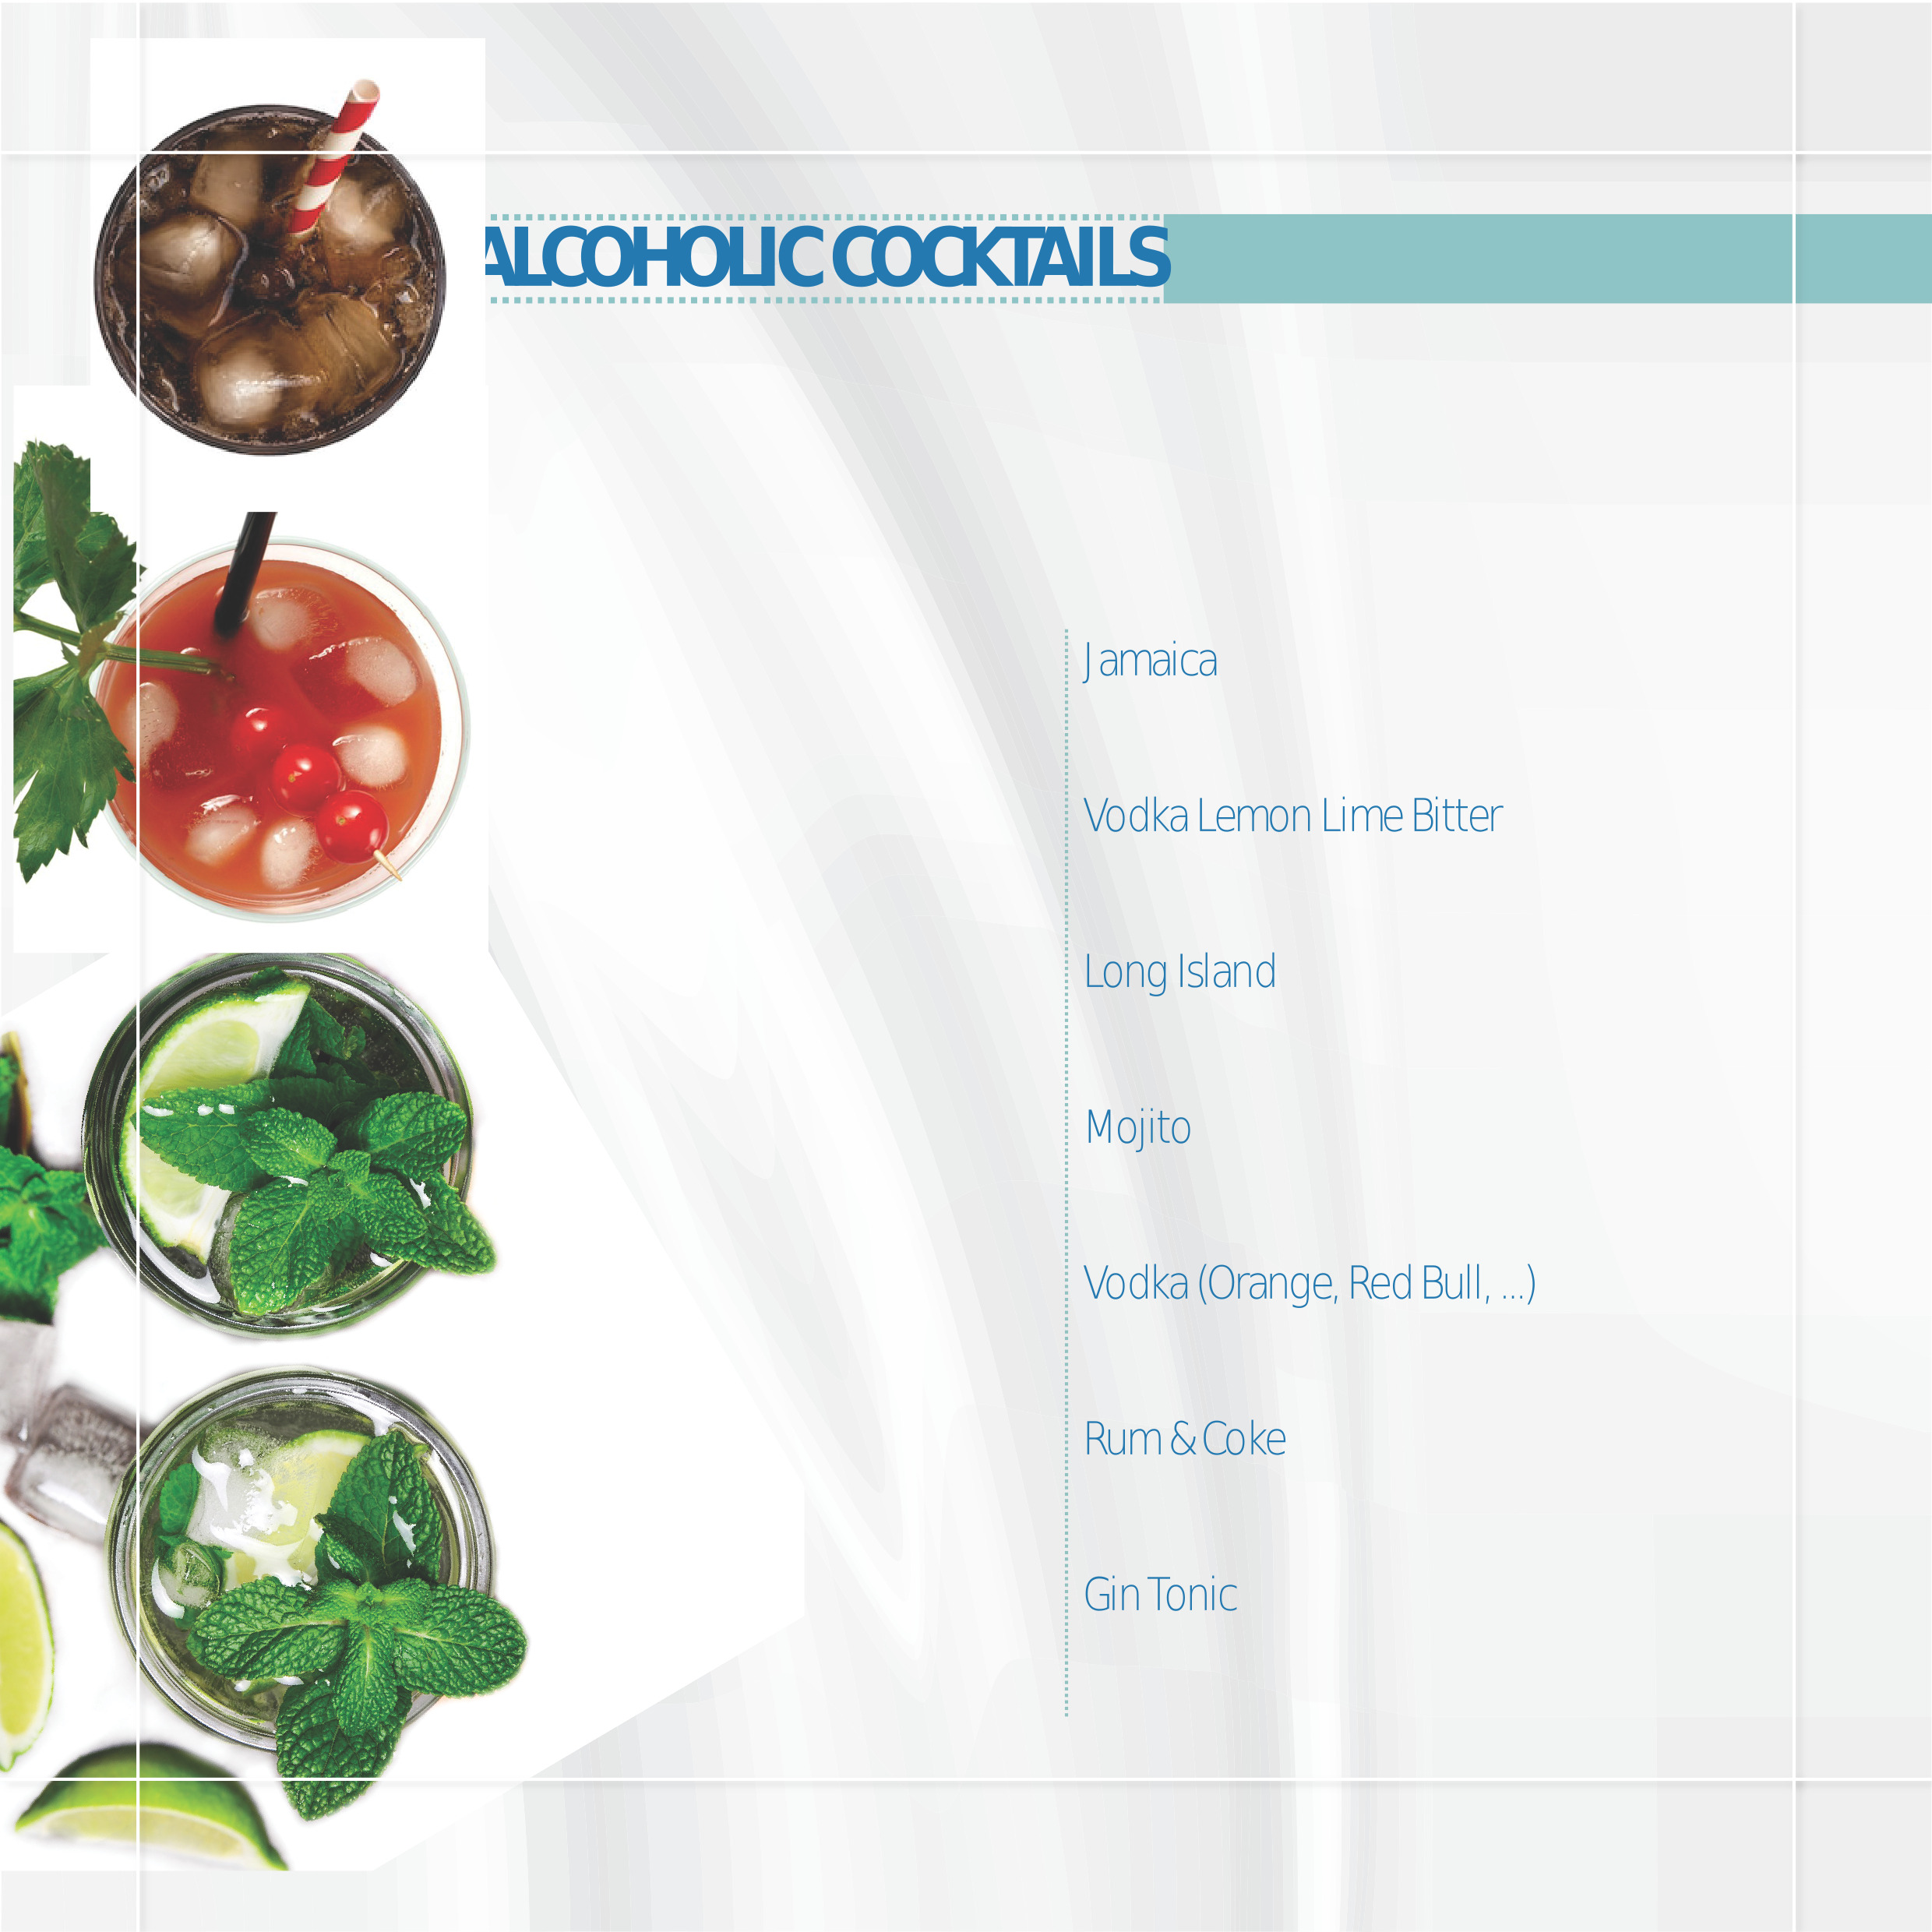 ALCOHOLIC COCKTAILS
Jamaica
Vodka Lemon Lime Bitter
Long Island
Mojito
Vodka (Orange, Red Bull, ...)
Rum & Coke
Gin Tonic